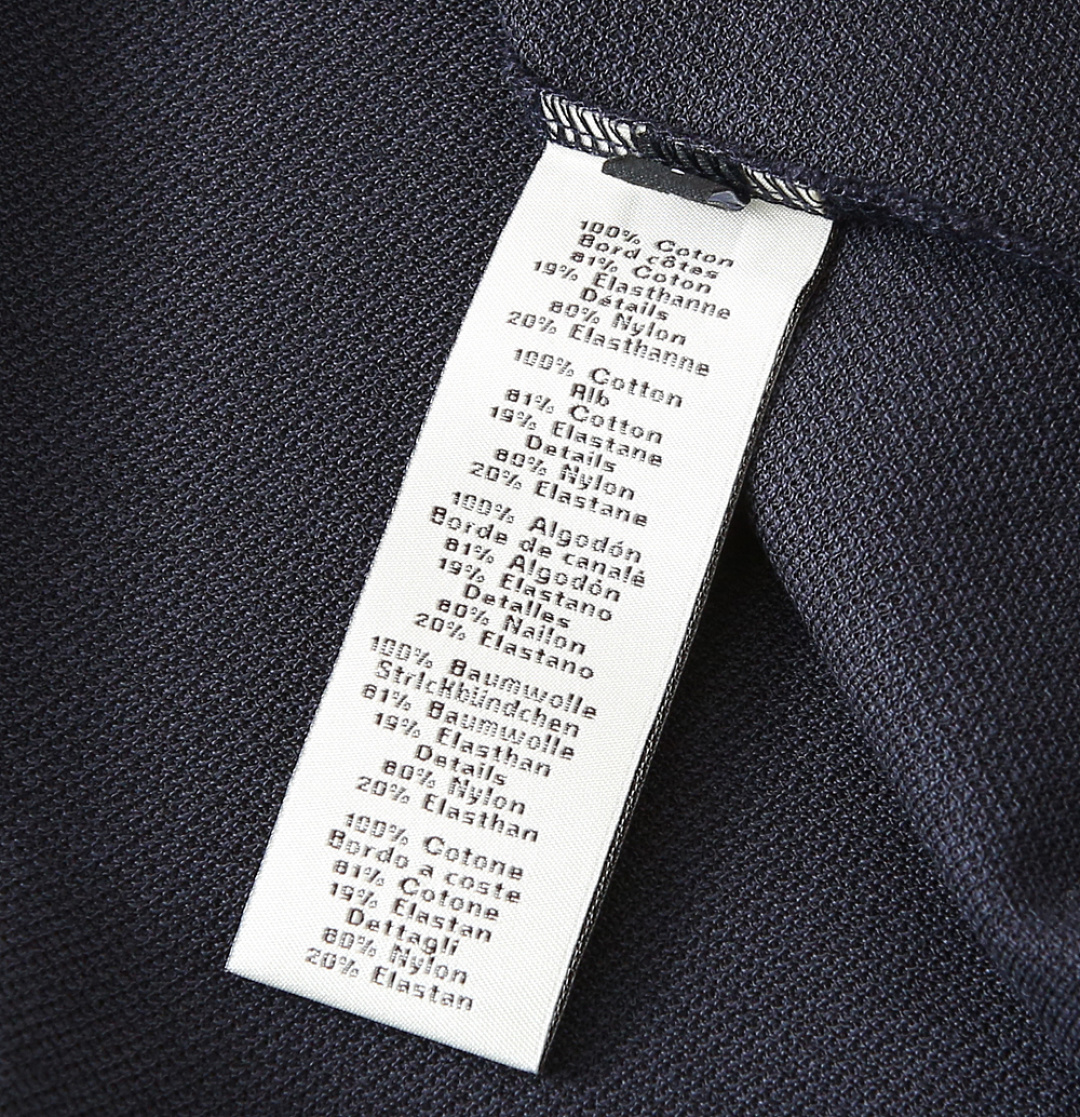 100% Coton
Bord côtes
81% Coton
19% Elasthanne
Détails
80% Nylon
20% Elasthanne
100% Cotton
Rib
81% Cotton
19% Elastane
Details
80% Nylon
20% Elastane
100% Algodón
Borde de canalé
81% Algodón
19% Elastano
Detalles
80% Nailon
20% Elastano
100% Baumwolle
Strickbündchen
81% Baumwolle
19% Elasthan
Details
80% Nylon
20% Elasthan
100% Cotone
Bordo a coste
81% Cotone
19% Elastan
Dettagli
80% Nylon
20% Elastan